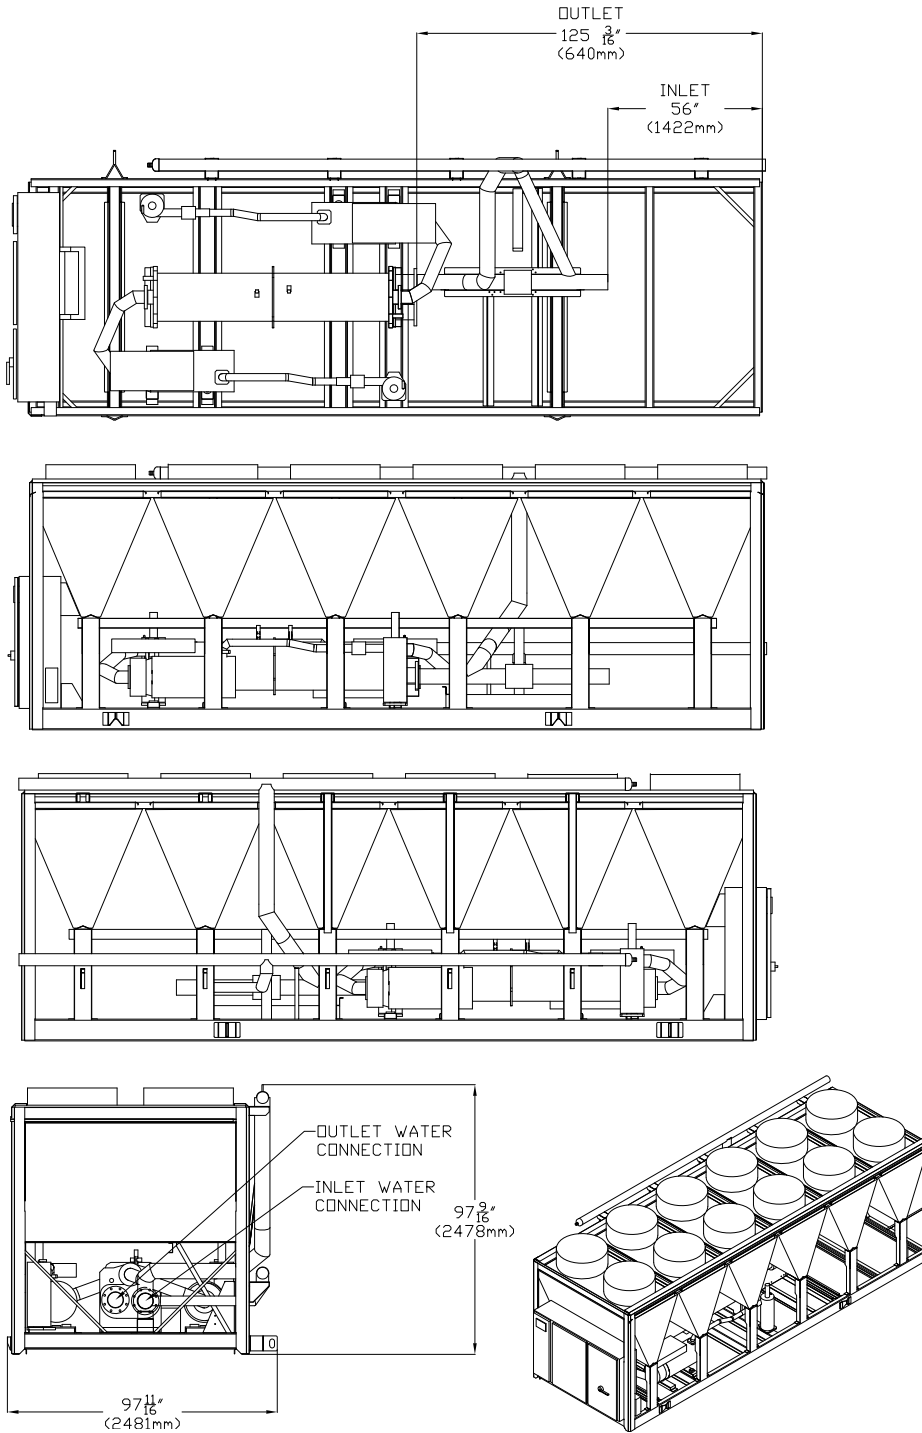 OUTLET
125 3/16"
(640mm)
INLET
56"
(1422mm)
OUTLET WATER
CONNECTION
INLET WATER
CONNECTION
97 9/16"
(2478mm)
97 11/16"
(2481mm)